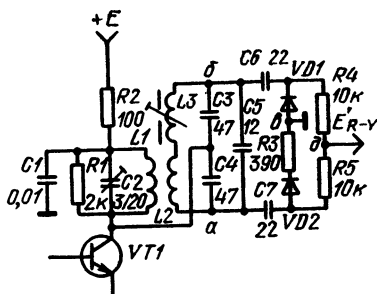 +E
C6 22 VD1
R4
10к
R2
100
L3
б
C3
47
C5
12
в
E'R-Y
R3
390
д
L1
C1
0,01
R1
2к
C2
3/20
C4
47
C7
22
R5
10к
L2
а
VD2
VT1